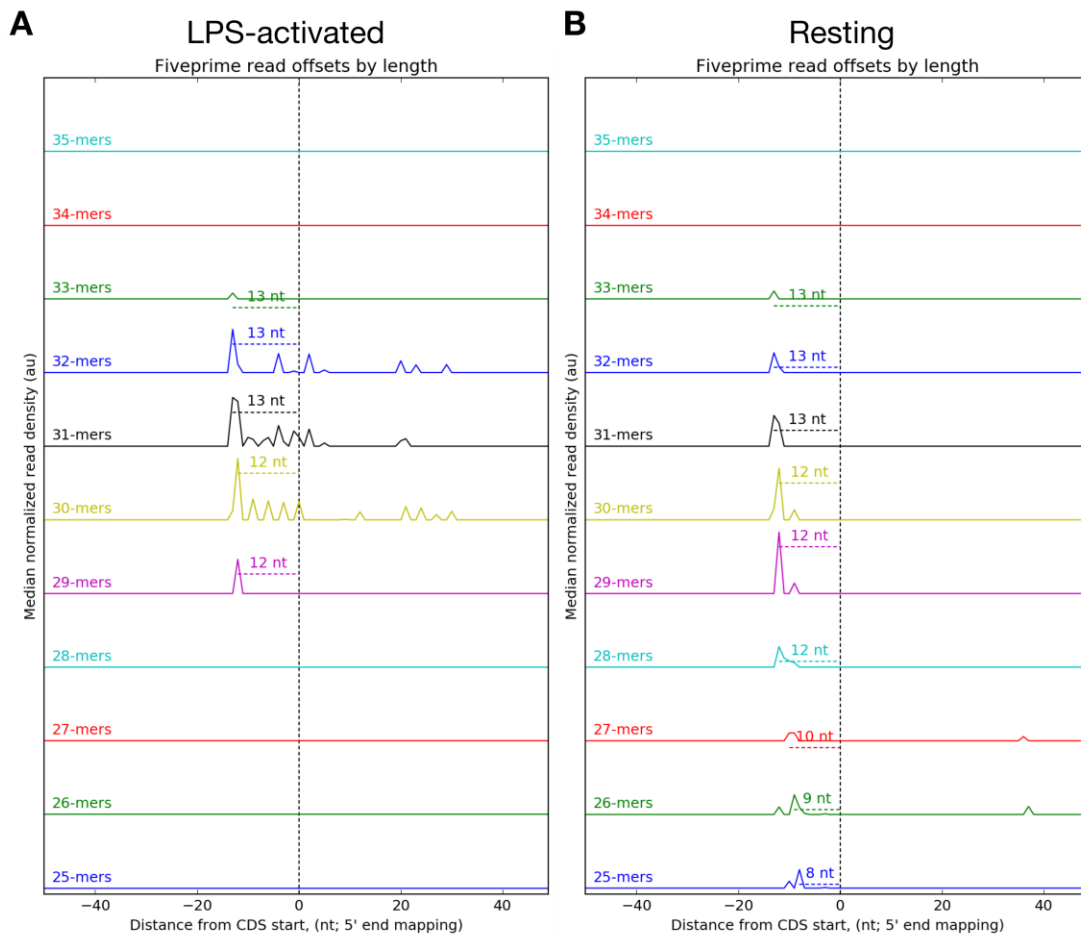 A
LPS-activated
Fiveprime read offsets by length
Median normalized read density (au)
35-mers
34-mers
33-mers
13 nt
32-mers
13 nt
31-mers
13 nt
30-mers
12 nt
29-mers
12 nt
28-mers
27-mers
26-mers
25-mers
−40 −20 0 20 40
Distance from CDS start, (nt; 5' end mapping)
B
Resting
Fiveprime read offsets by length
Median normalized read density (au)
35-mers
34-mers
33-mers
13 nt
32-mers
13 nt
31-mers
13 nt
30-mers
12 nt
29-mers
12 nt
28-mers
12 nt
27-mers
10 nt
26-mers
9 nt
25-mers
8 nt
−40 −20 0 20 40
Distance from CDS start, (nt; 5' end mapping)